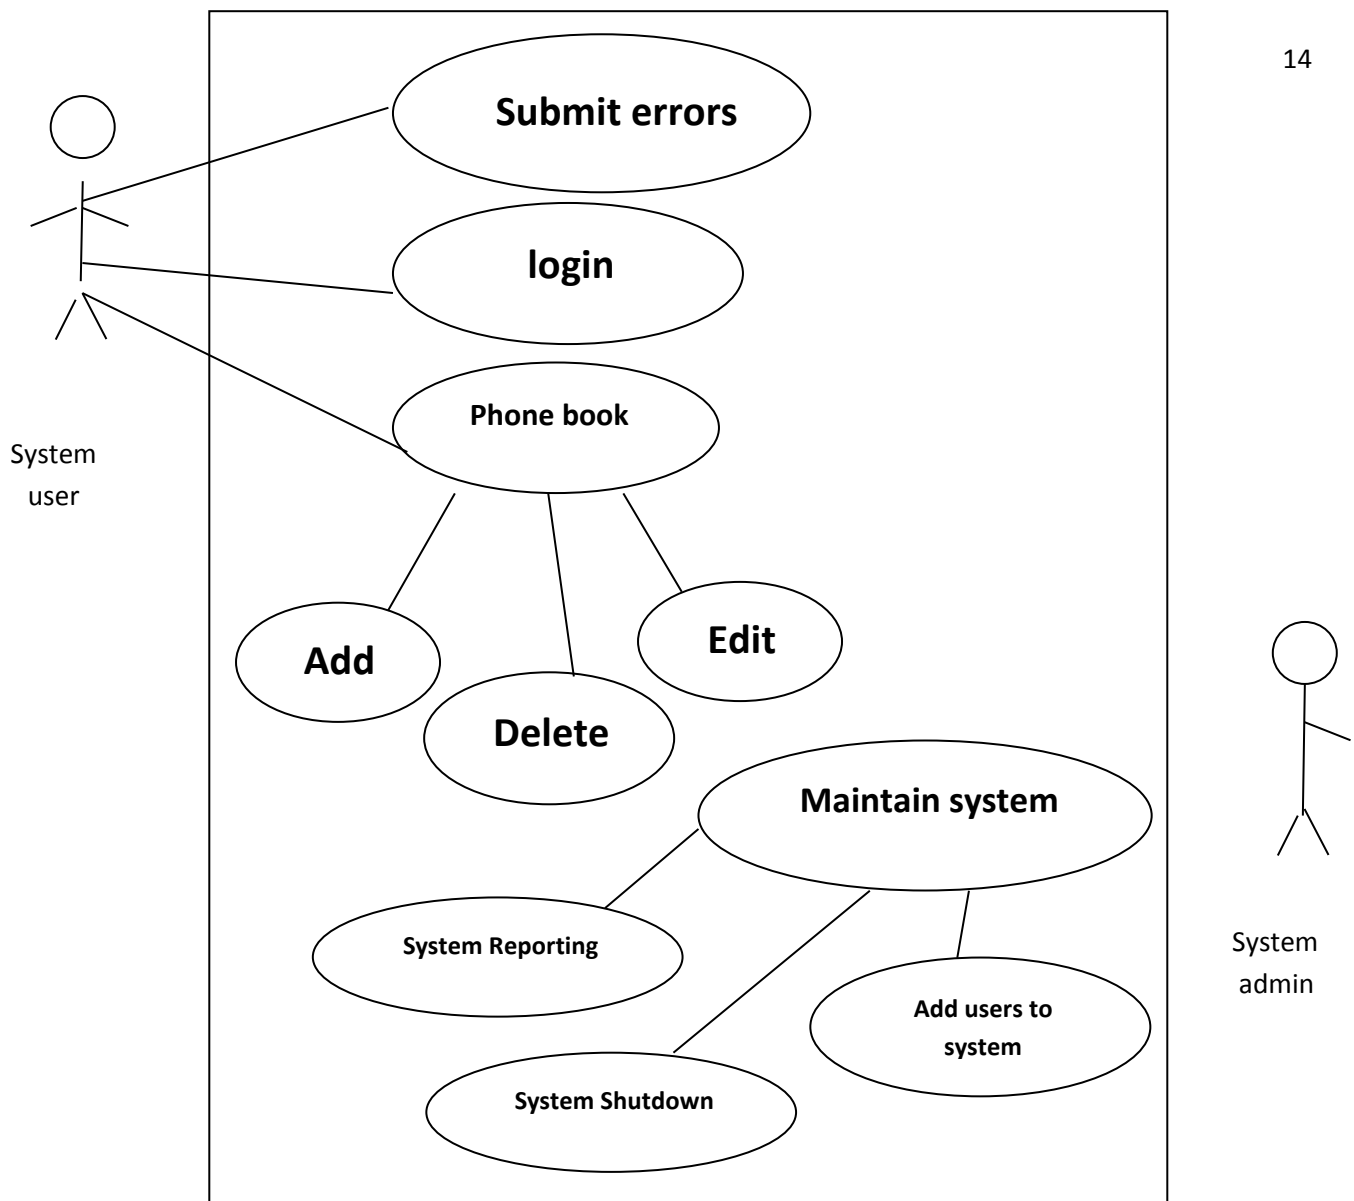 14
Submit errors
login
Phone book
System
user
Add
Edit
Delete
Maintain system
System Reporting
System
admin
Add users to
system
System Shutdown